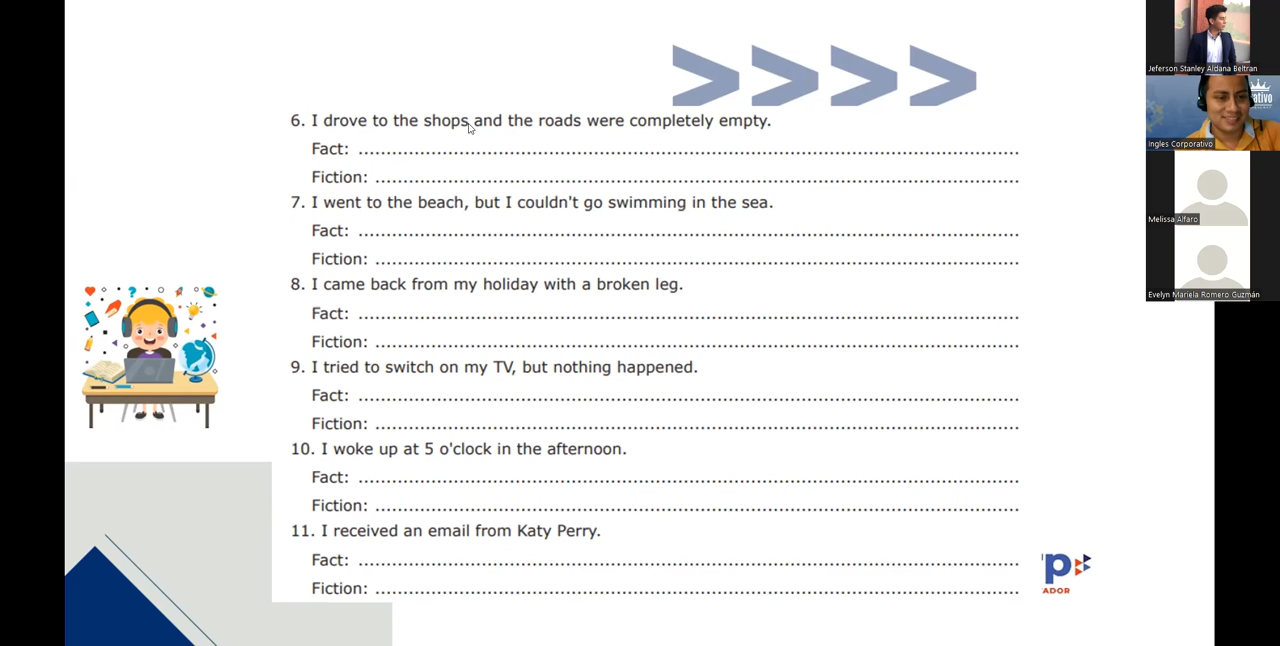 6. I drove to the shops and the roads were completely empty.
Fact: ........................................................................
Fiction: ........................................................................
7. I went to the beach, but I couldn't go swimming in the sea.
Fact: ........................................................................
Fiction: ........................................................................
8. I came back from my holiday with a broken leg.
Fact: ........................................................................
Fiction: ........................................................................
9. I tried to switch on my TV, but nothing happened.
Fact: ........................................................................
Fiction: ........................................................................
10. I woke up at 5 o'clock in the afternoon.
Fact: ........................................................................
Fiction: ........................................................................
11. I received an email from Katy Perry.
Fact: ........................................................................
Fiction: ........................................................................
p
ADOR
Jeferson Stanley Aldana Beltran
ativo
Ingles Corporativo
Melissa Alfaro
Evelyn Mariela Romero Guzmán